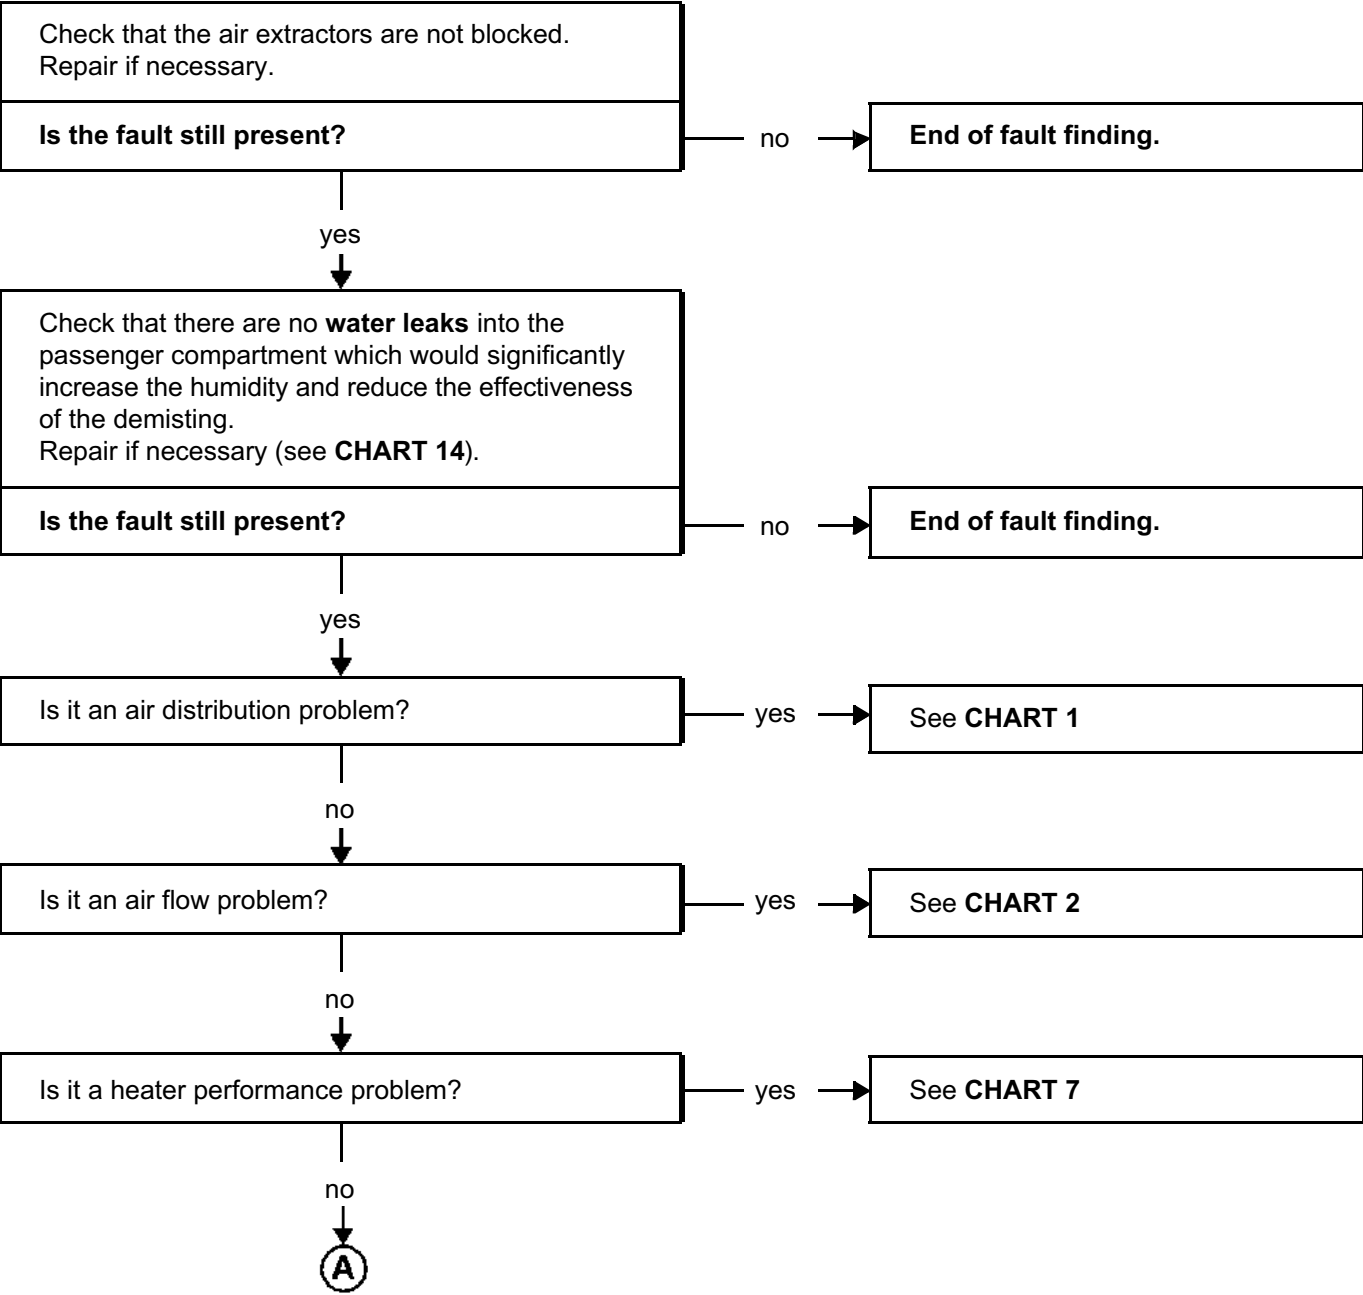 Check that the air extractors are not blocked.
Repair if necessary.
Is the fault still present?
no
End of fault finding.
yes
Check that there are no water leaks into the
passenger compartment which would significantly
increase the humidity and reduce the effectiveness
of the demisting.
Repair if necessary (see CHART 14).
Is the fault still present?
no
End of fault finding.
yes
Is it an air distribution problem?
yes
See CHART 1
no
Is it an air flow problem?
yes
See CHART 2
no
Is it a heater performance problem?
yes
See CHART 7
no
A